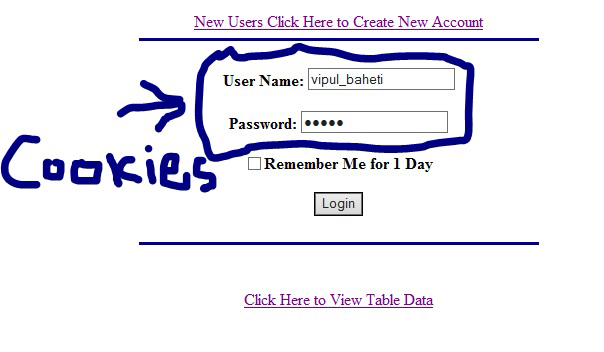 New Users Click Here to Create New Account
User Name: vipul_baheti
Password: •••••
Cookies
Remember Me for 1 Day
Login
Click Here to View Table Data